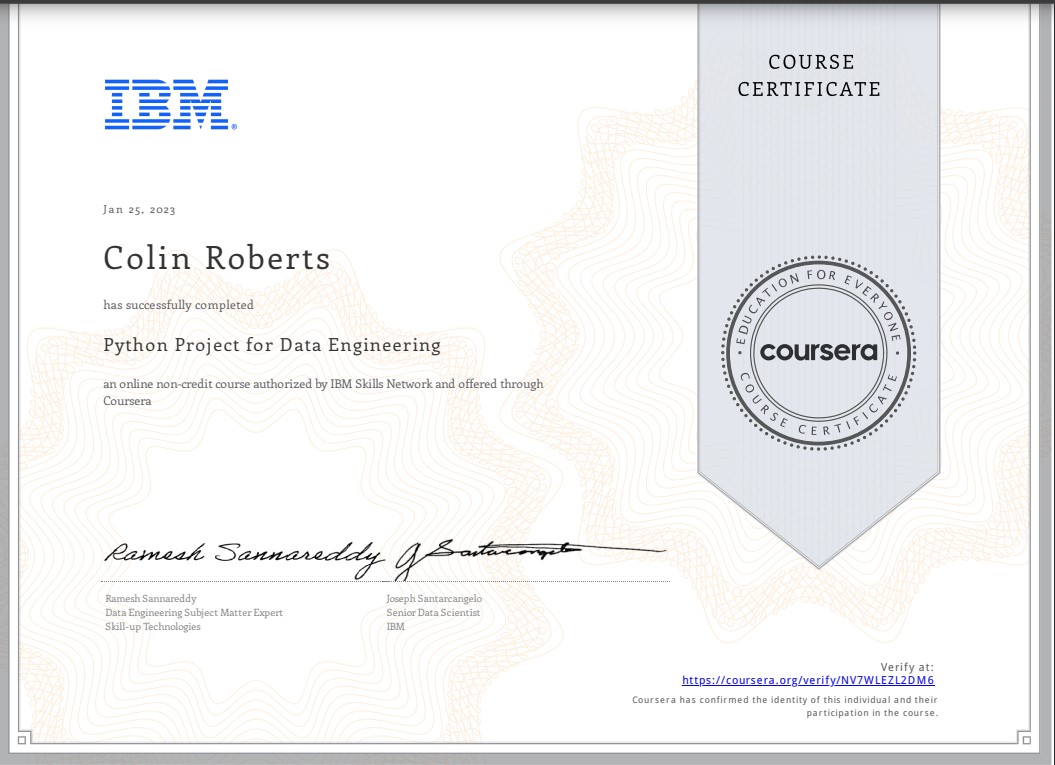 IBM®
COURSE
CERTIFICATE
Jan 25, 2023
Colin Roberts
has successfully completed
Python Project for Data Engineering
an online non-credit course authorized by IBM Skills Network and offered through
Coursera
EDUCATION FOR EVERYONE
coursera
COURSE CERTIFICATE
Ramesh Sannareddy
J Santarcangelo
Ramesh Sannareddy
Data Engineering Subject Matter Expert
Skill-up Technologies
Joseph Santarcangelo
Senior Data Scientist
IBM
Verify at:
https://coursera.org/verify/NV7WLEZL2DM6
Coursera has confirmed the identity of this individual and their
participation in the course.